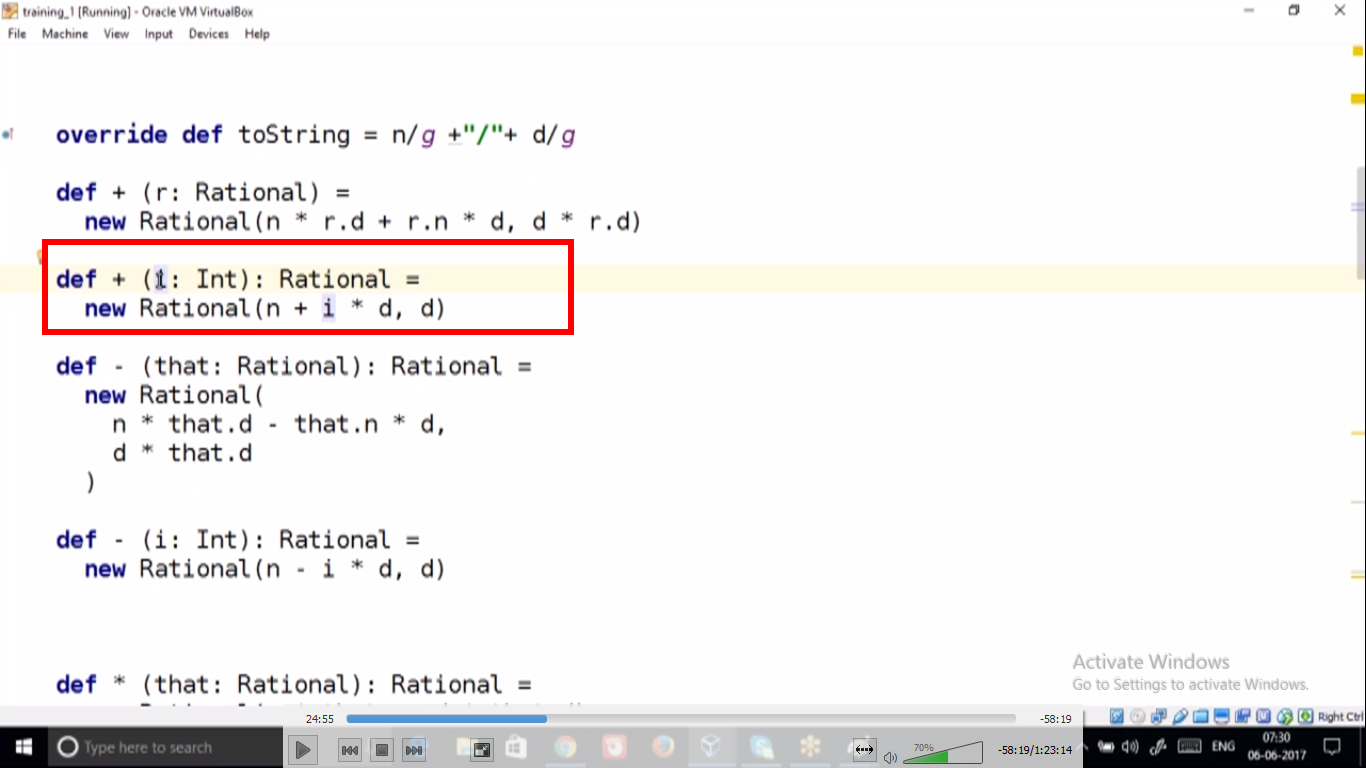 training_1 [Running] - Oracle VM VirtualBox
File Machine View Input Devices Help
override def toString = n/g +"/"+ d/g
def + (r: Rational) =
new Rational(n * r.d + r.n * d, d * r.d)
def + (i: Int): Rational =
new Rational(n + i * d, d)
def - (that: Rational): Rational =
new Rational(
n * that.d - that.n * d,
d * that.d
)
def - (i: Int): Rational =
new Rational(n - i * d, d)
def * (that: Rational): Rational =
Activate Windows
Go to Settings to activate Windows.
Right Ctrl
24:55
-58:19
Type here to search
70%
-58:19/1:23:14
ENG
07:30
06-06-2017